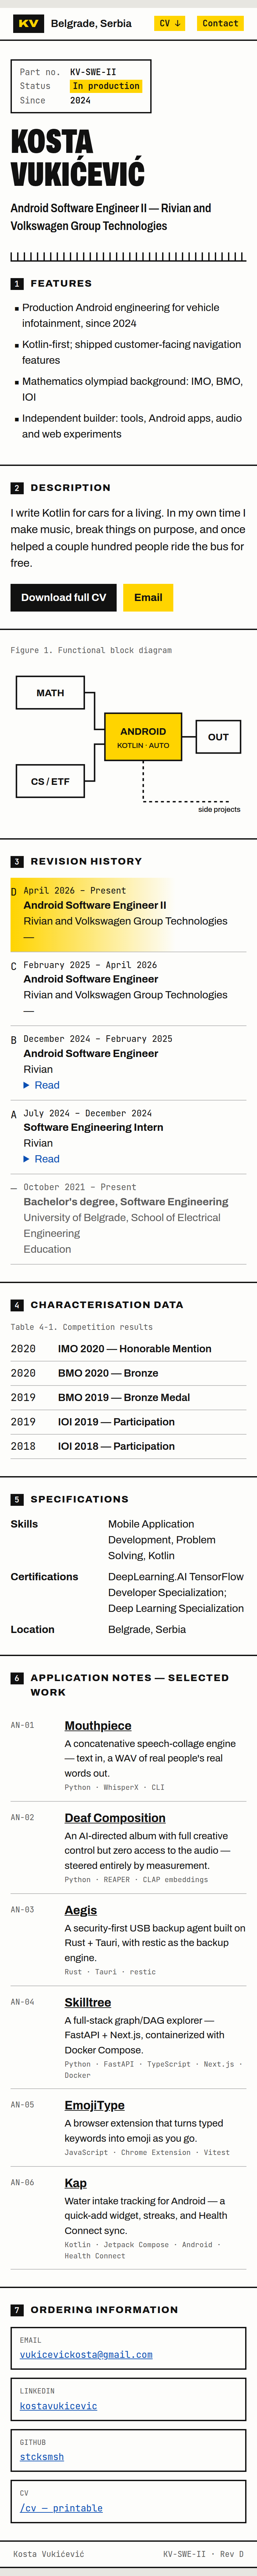 KV Belgrade, Serbia CV ↓ Contact
Part no. KV-SWE-II
Status In production
Since 2024
KOSTA
VUKIĆEVIĆ
Android Software Engineer II — Rivian and
Volkswagen Group Technologies
1 FEATURES
▪ Production Android engineering for vehicle
infotainment, since 2024
▪ Kotlin-first; shipped customer-facing navigation
features
▪ Mathematics olympiad background: IMO, BMO,
IOI
▪ Independent builder: tools, Android apps, audio
and web experiments
2 DESCRIPTION
I write Kotlin for cars for a living. In my own time I
make music, break things on purpose, and once
helped a couple hundred people ride the bus for
free.
Download full CV Email
Figure 1. Functional block diagram
MATH
ANDROID
KOTLIN · AUTO
OUT
CS / ETF
side projects
3 REVISION HISTORY
D April 2026 – Present
Android Software Engineer II
Rivian and Volkswagen Group Technologies
—
C February 2025 – April 2026
Android Software Engineer
Rivian and Volkswagen Group Technologies
—
B December 2024 – February 2025
Android Software Engineer
Rivian
▶ Read
A July 2024 – December 2024
Software Engineering Intern
Rivian
▶ Read
— October 2021 – Present
Bachelor's degree, Software Engineering
University of Belgrade, School of Electrical
Engineering
Education
4 CHARACTERISATION DATA
Table 4-1. Competition results
2020 IMO 2020 — Honorable Mention
2020 BMO 2020 — Bronze
2019 BMO 2019 — Bronze Medal
2019 IOI 2019 — Participation
2018 IOI 2018 — Participation
5 SPECIFICATIONS
Skills Mobile Application
Development, Problem
Solving, Kotlin
Certifications DeepLearning.AI TensorFlow
Developer Specialization;
Deep Learning Specialization
Location Belgrade, Serbia
6 APPLICATION NOTES — SELECTED
WORK
AN-01 Mouthpiece
A concatenative speech-collage engine
— text in, a WAV of real people's real
words out.
Python · WhisperX · CLI
AN-02 Deaf Composition
An AI-directed album with full creative
control but zero access to the audio —
steered entirely by measurement.
Python · REAPER · CLAP embeddings
AN-03 Aegis
A security-first USB backup agent built on
Rust + Tauri, with restic as the backup
engine.
Rust · Tauri · restic
AN-04 Skilltree
A full-stack graph/DAG explorer —
FastAPI + Next.js, containerized with
Docker Compose.
Python · FastAPI · TypeScript · Next.js ·
Docker
AN-05 EmojiType
A browser extension that turns typed
keywords into emoji as you go.
JavaScript · Chrome Extension · Vitest
AN-06 Kap
Water intake tracking for Android — a
quick-add widget, streaks, and Health
Connect sync.
Kotlin · Jetpack Compose · Android ·
Health Connect
7 ORDERING INFORMATION
EMAIL
vukicevickosta@gmail.com
LINKEDIN
kostavukicevic
GITHUB
stcksmsh
CV
/cv — printable
Kosta Vukićević KV-SWE-II · Rev D